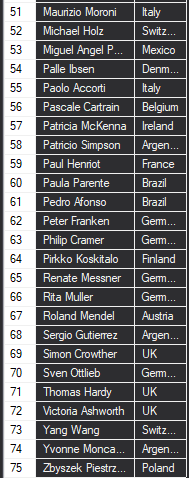 51 Maurizio Moroni Italy
52 Michael Holz Switz...
53 Miguel Angel P... Mexico
54 Palle Ibsen Denm...
55 Paolo Accorti Italy
56 Pascale Cartrain Belgium
57 Patricia McKenna Ireland
58 Patricio Simpson Argen...
59 Paul Henriot France
60 Paula Parente Brazil
61 Pedro Afonso Brazil
62 Peter Franken Germ...
63 Philip Cramer Germ...
64 Pirkko Koskitalo Finland
65 Renate Messner Germ...
66 Rita Muller Germ...
67 Roland Mendel Austria
68 Sergio Gutierrez Argen...
69 Simon Crowther UK
70 Sven Ottlieb Germ...
71 Thomas Hardy UK
72 Victoria Ashworth UK
73 Yang Wang Switz...
74 Yvonne Monca... Argen...
75 Zbyszek Piestrz... Poland